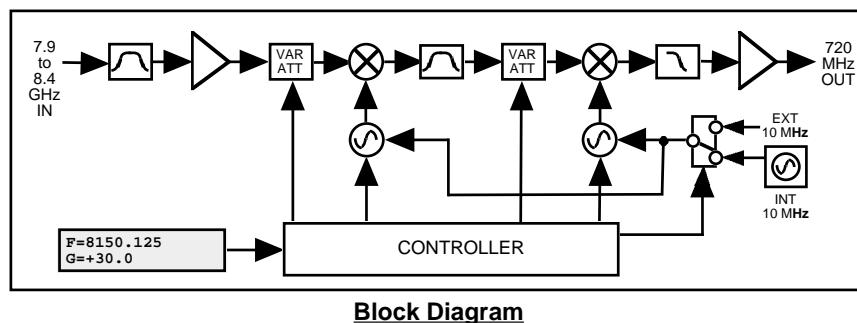 7.9
to
8.4
GHz
IN
VAR
ATT
VAR
ATT
720
MHz
OUT
EXT
10 MHz
INT
10 MHz
F=8150.125
G=+30.0
CONTROLLER
Block Diagram